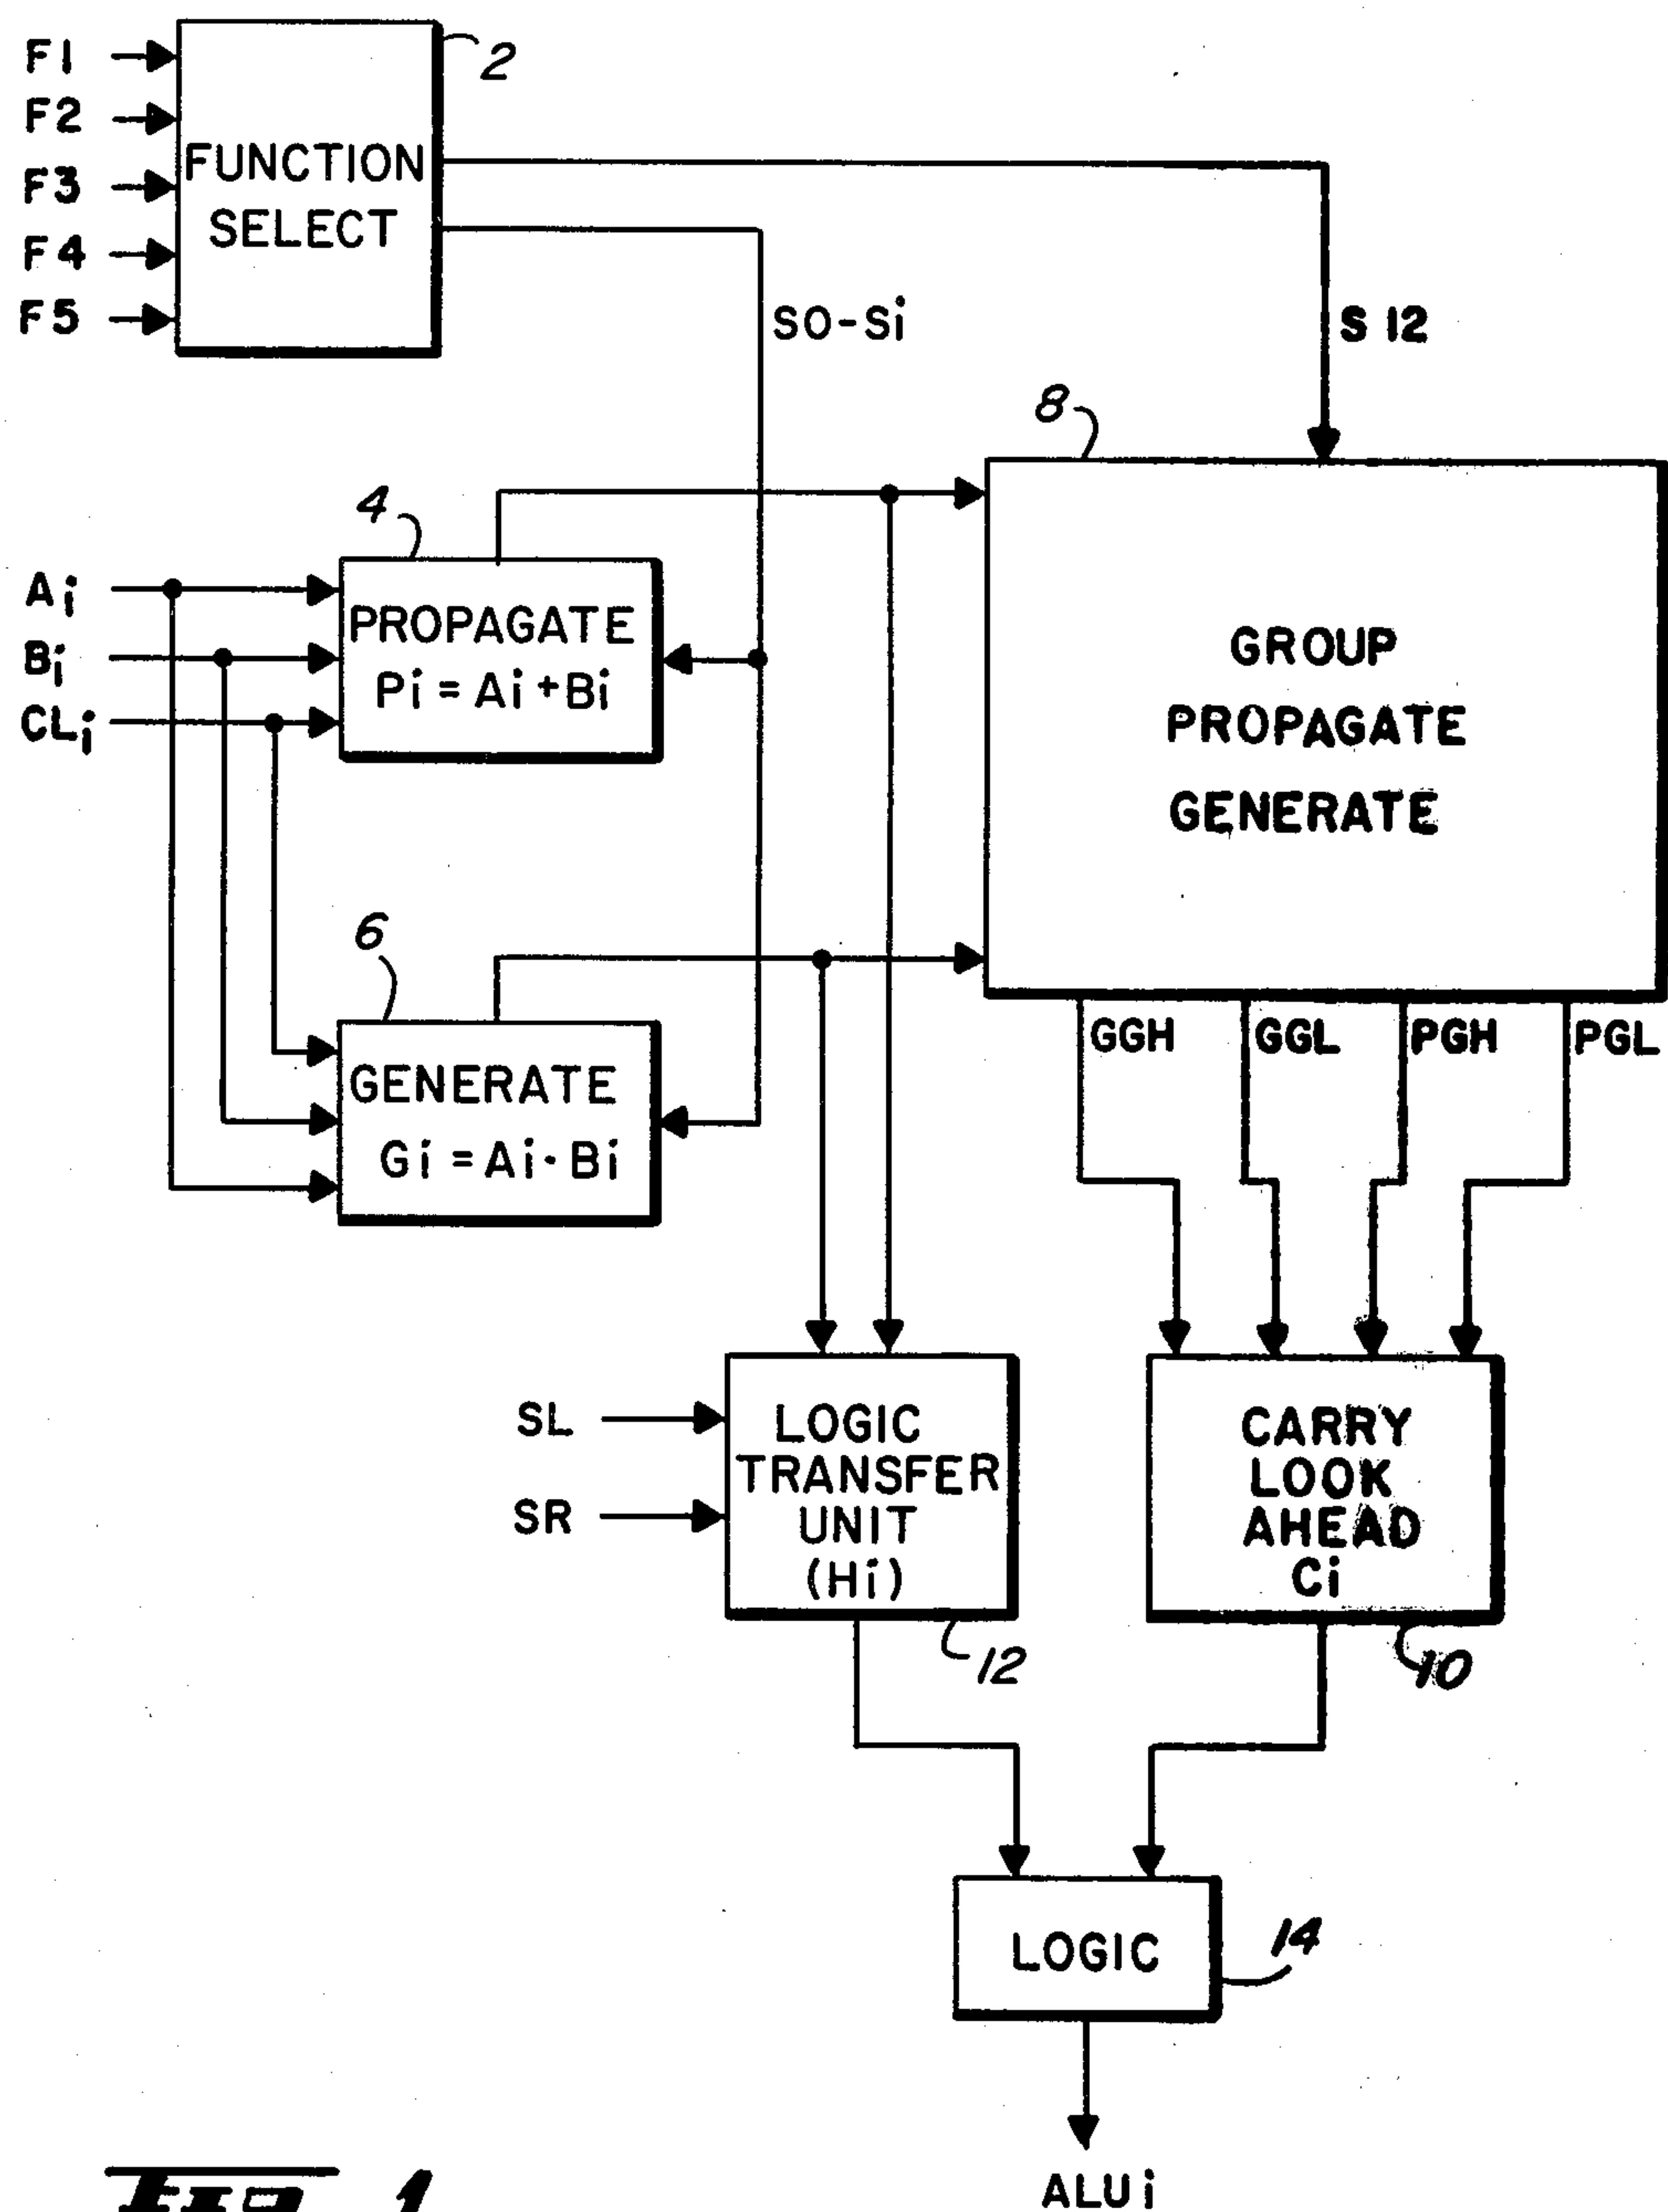 F1
F2
F3
F4
F5
FUNCTION
SELECT
2
SO-Si
S 12
8
4
Ai
Bi
CLi
PROPAGATE
Pi = Ai + Bi
GROUP
PROPAGATE
GENERATE
6
GENERATE
Gi = Ai · Bi
GGH
GGL
PGH
PGL
SL
SR
LOGIC
TRANSFER
UNIT
(Hi)
12
CARRY
LOOK
AHEAD
Ci
10
LOGIC
14
ALUi
Fig. 1